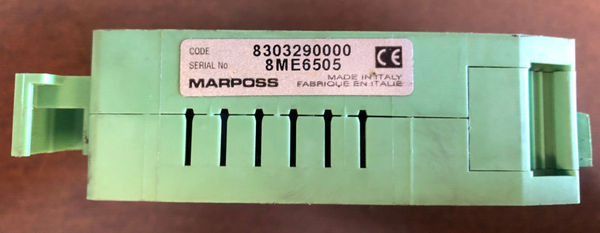 CODE 8303290000
SERIAL No 8ME6505
CE
MARPOSS MADE IN ITALY
FABRIQUE EN ITALIE